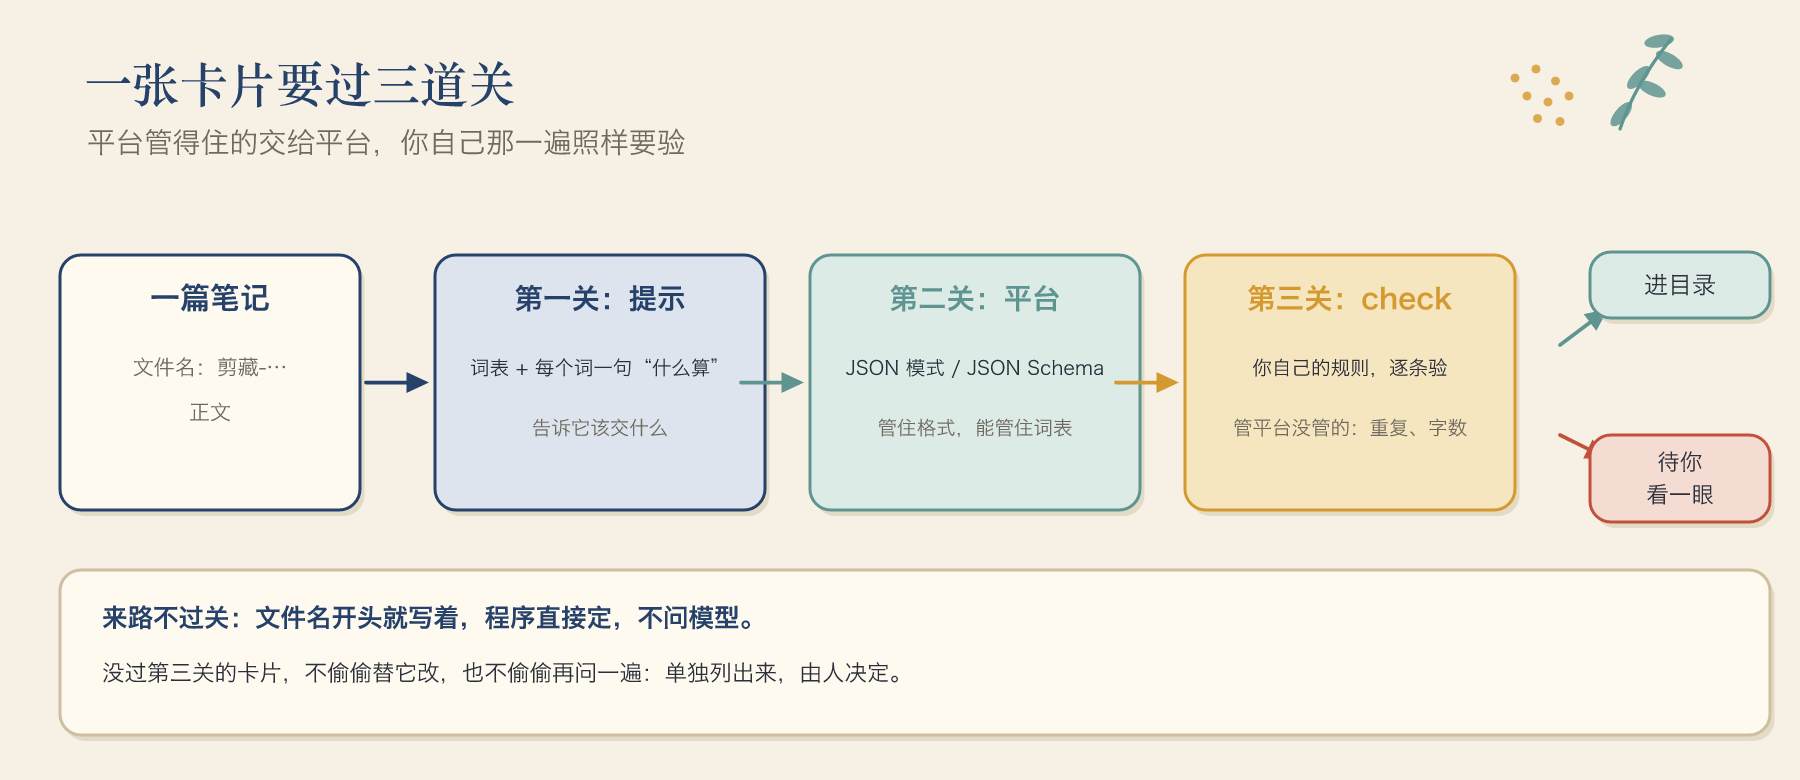 一张卡片要过三道关
平台管得住的交给平台，你自己那一遍照样要验
一篇笔记
文件名：剪藏-…
正文
第一关：提示
词表 + 每个词一句“什么算”
告诉它该交什么
第二关：平台
JSON 模式 / JSON Schema
管住格式，能管住词表
第三关：check
你自己的规则，逐条验
管平台没管的：重复、字数
进目录
待你
看一眼
来路不过关：文件名开头就写着，程序直接定，不问模型。
没过第三关的卡片，不偷偷替它改，也不偷偷再问一遍：单独列出来，由人决定。